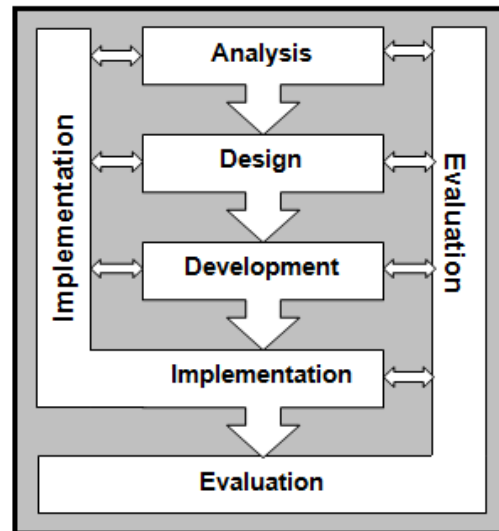 Analysis
Design
Development
Implementation
Evaluation
Implementation
Evaluation